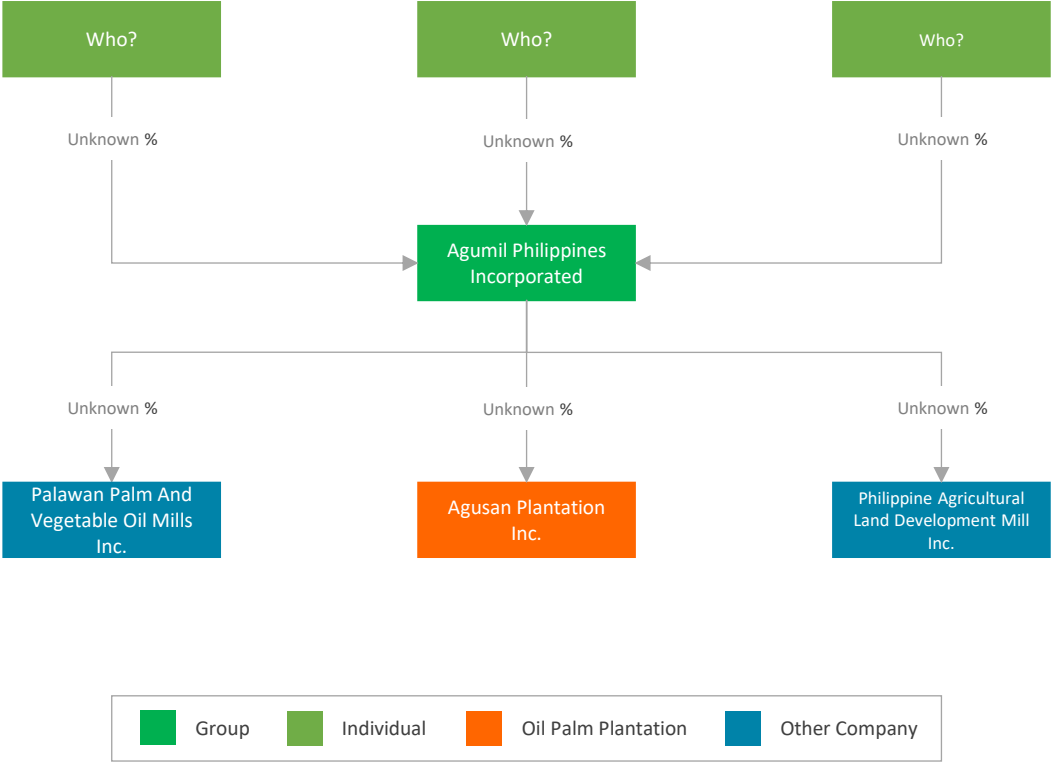 Who?
Who?
Who?
Unknown %
Unknown %
Unknown %
Agumil Philippines
Incorporated
Unknown %
Unknown %
Unknown %
Palawan Palm And
Vegetable Oil Mills
Inc.
Agusan Plantation
Inc.
Philippine Agricultural
Land Development Mill
Inc.
Group
Individual
Oil Palm Plantation
Other Company